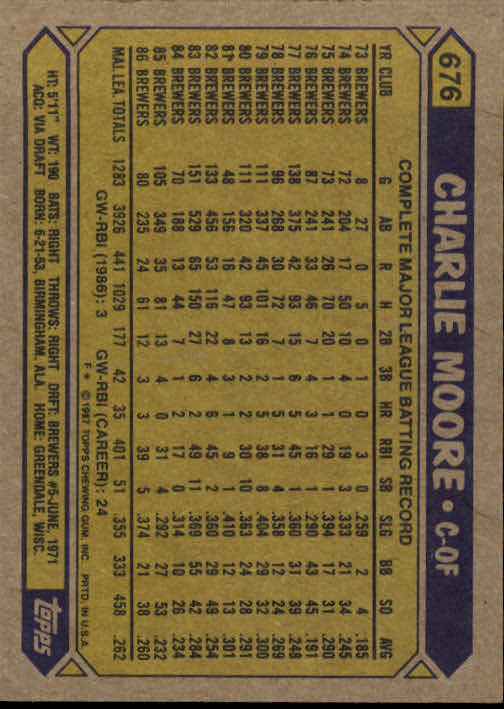 676
CHARLIE MOORE • C-OF
COMPLETE MAJOR LEAGUE BATTING RECORD
YR CLUB G AB R H 2B 3B HR RBI SB SLG BB SO AVG
73 BREWERS 8 27 0 5 0 1 0 3 0 .259 2 4 .185
74 BREWERS 72 204 17 50 10 4 0 19 3 .333 21 34 .245
75 BREWERS 73 241 26 70 20 1 1 29 1 .394 17 31 .290
76 BREWERS 87 241 33 46 7 4 3 16 1 .290 43 45 .191
77 BREWERS 138 375 42 93 15 6 5 45 1 .360 31 39 .248
78 BREWERS 96 268 30 72 7 1 5 31 4 .358 12 24 .269
79 BREWERS 111 337 45 101 16 2 5 38 8 .404 29 32 .300
80 BREWERS 111 320 42 93 13 2 2 30 10 .363 24 28 .291
81 BREWERS 48 156 16 47 8 3 1 9 1 .410 12 13 .301
82 BREWERS 133 456 53 116 22 4 6 45 2 .360 29 49 .254
83 BREWERS 151 529 65 150 27 6 2 49 11 .369 55 42 .284
84 BREWERS 70 188 13 44 7 1 2 17 0 .314 10 26 .234
85 BREWERS 105 349 35 81 13 4 0 31 4 .292 27 53 .232
86 BREWERS 80 235 24 61 12 3 3 39 5 .374 21 38 .260
MAJ. LEA. TOTALS 1283 3926 441 1029 177 42 35 401 51 .355 333 458 .262
GW-RBI (1986): 3 GW-RBI (CAREER): 24
F* © 1987 TOPPS CHEWING GUM, INC. PRTD. IN U.S.A.
HT: 5'11" WT: 190 BATS: RIGHT THROWS: RIGHT DRFT: BREWERS #5-JUNE, 1971
ACQ: VIA DRAFT BORN: 6-21-53, BIRMINGHAM, ALA. HOME: GREENDALE, WISC.
TOPPS